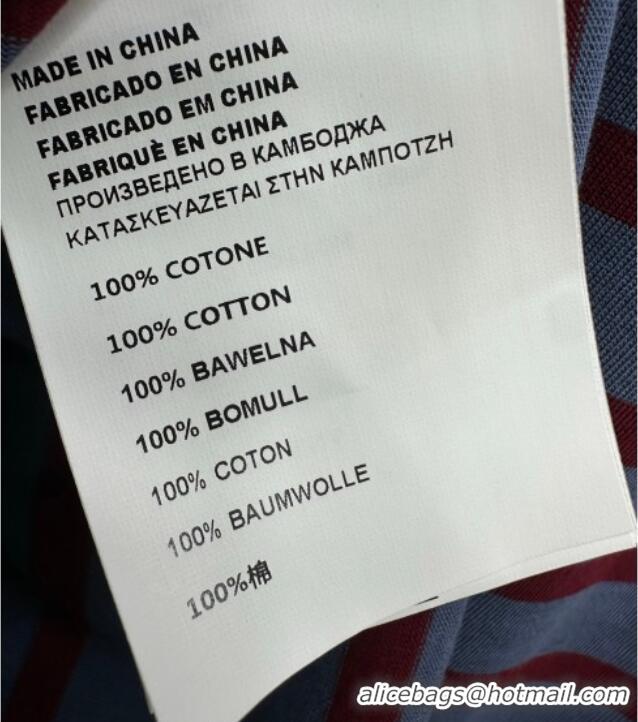 MADE IN CHINA
FABRICADO EN CHINA
FABRICADO EM CHINA
FABRIQUÈ EN CHINA
ПРОИЗВЕДЕНО В КАМБОДЖА
ΚΑΤΑΣΚΕΥΑΖΕΤΑΙ ΣΤΗΝ ΚΑΜΠΟΤΖΗ
100% COTONE
100% COTTON
100% BAWELNA
100% BOMULL
100% COTON
100% BAUMWOLLE
100%棉
alicebags@hotmail.com